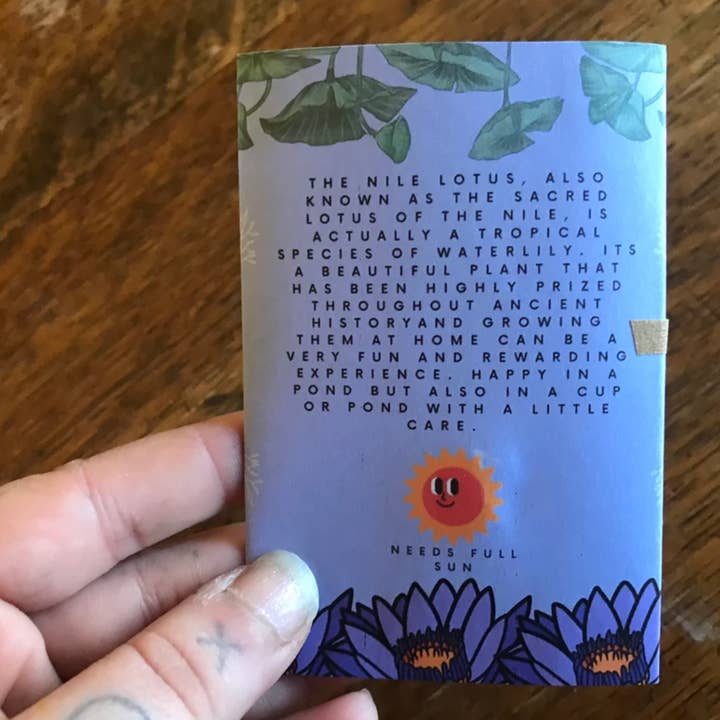 THE NILE LOTUS, ALSO
KNOWN AS THE SACRED
LOTUS OF THE NILE, IS
ACTUALLY A TROPICAL
SPECIES OF WATERLILY. ITS
A BEAUTIFUL PLANT THAT
HAS BEEN HIGHLY PRIZED
THROUGHOUT ANCIENT
HISTORYAND GROWING
THEM AT HOME CAN BE A
VERY FUN AND REWARDING
EXPERIENCE. HAPPY IN A
POND BUT ALSO IN A CUP
OR POND WITH A LITTLE
CARE.
NEEDS FULL
SUN